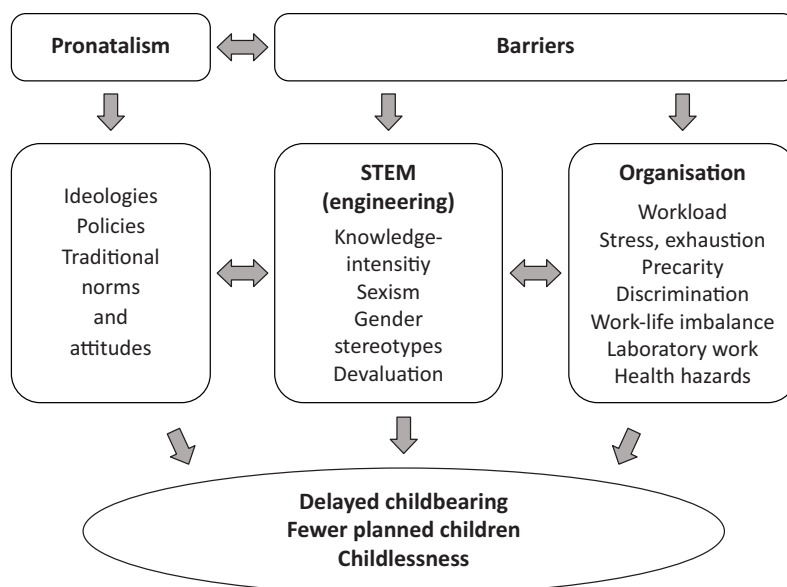 Pronatalism
Barriers
Ideologies
Policies
Traditional
norms
and
attitudes
STEM
(engineering)
Knowledge-
intensitiy
Sexism
Gender
stereotypes
Devaluation
Organisation
Workload
Stress, exhaustion
Precarity
Discrimination
Work-life imbalance
Laboratory work
Health hazards
Delayed childbearing
Fewer planned children
Childlessness